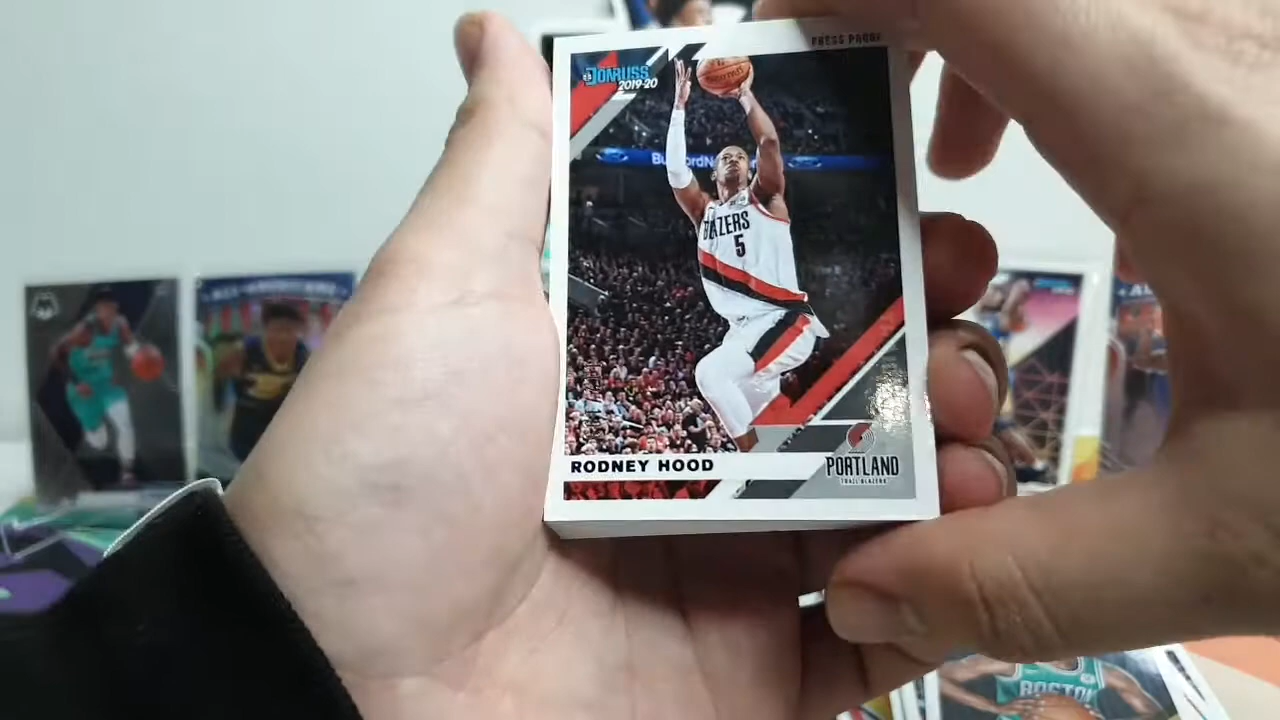 PRESS PROOF
DONRUSS
2019-20
BLAZERS
5
RODNEY HOOD
PORTLAND
TRAIL BLAZERS
BOSTON